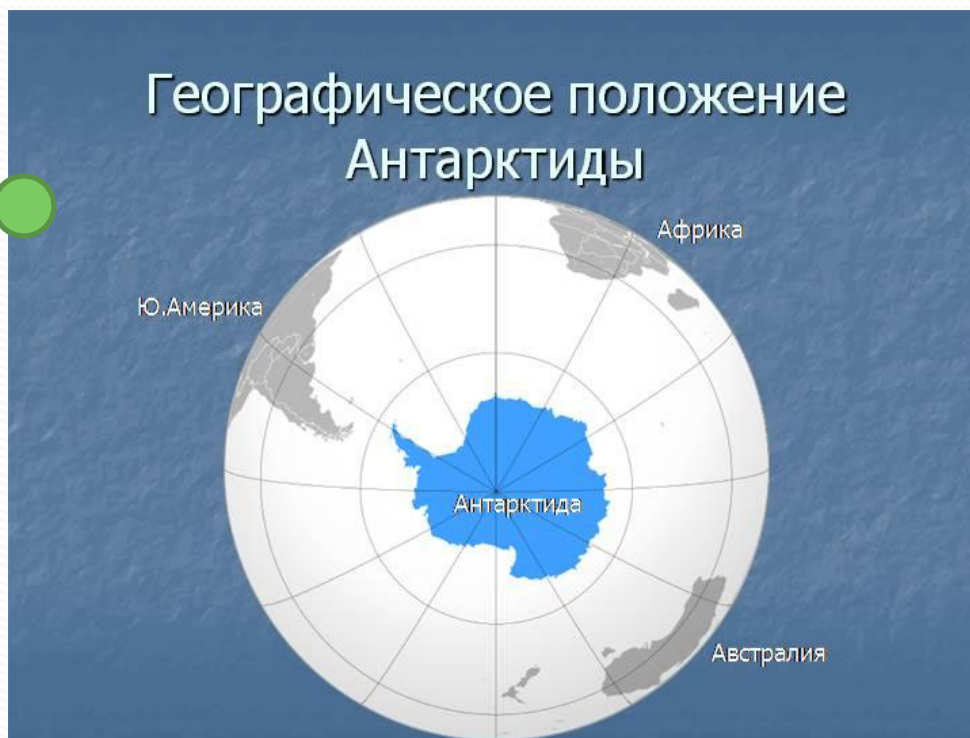 Географическое положение
Антарктиды
Африка
Ю.Америка
Антарктида
Австралия